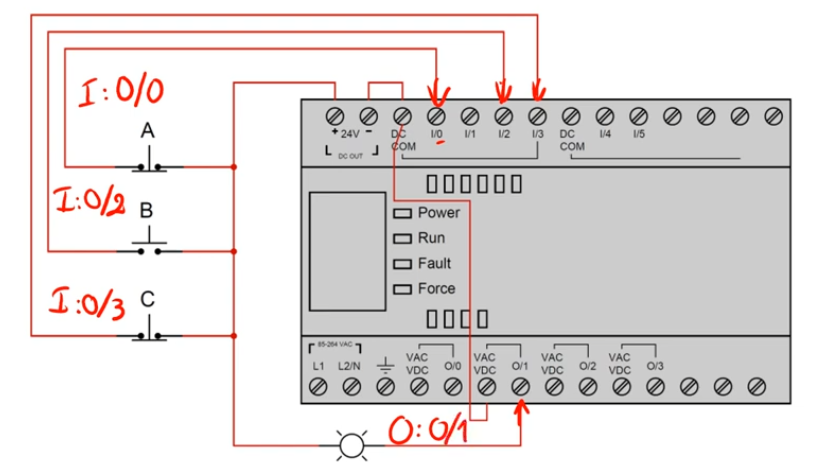 I:0/0
A
I:0/2
B
I:0/3
C
+ 24V -
DC OUT
DC
COM
I/0
I/1
I/2
I/3
DC
COM
I/4
I/5
Power
Run
Fault
Force
85-264 VAC
L1
L2/N
VAC
VDC
O/0
VAC
VDC
O/1
VAC
VDC
O/2
VAC
VDC
O/3
O:0/1